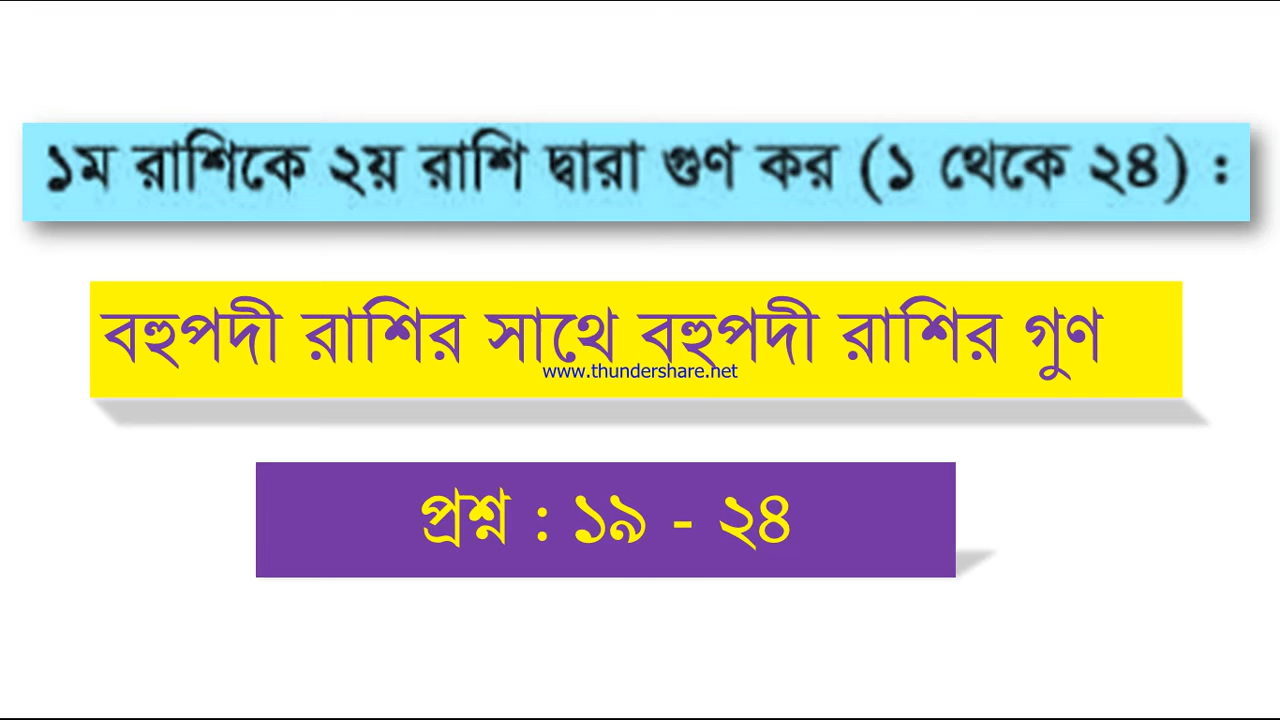 ১ম রাশিকে ২য় রাশি দ্বারা গুণ কর (১ থেকে ২৪) :
বহুপদী রাশির সাথে বহুপদী রাশির গুণ
www.thundershare.net
প্রশ্ন : ১৯ - ২৪